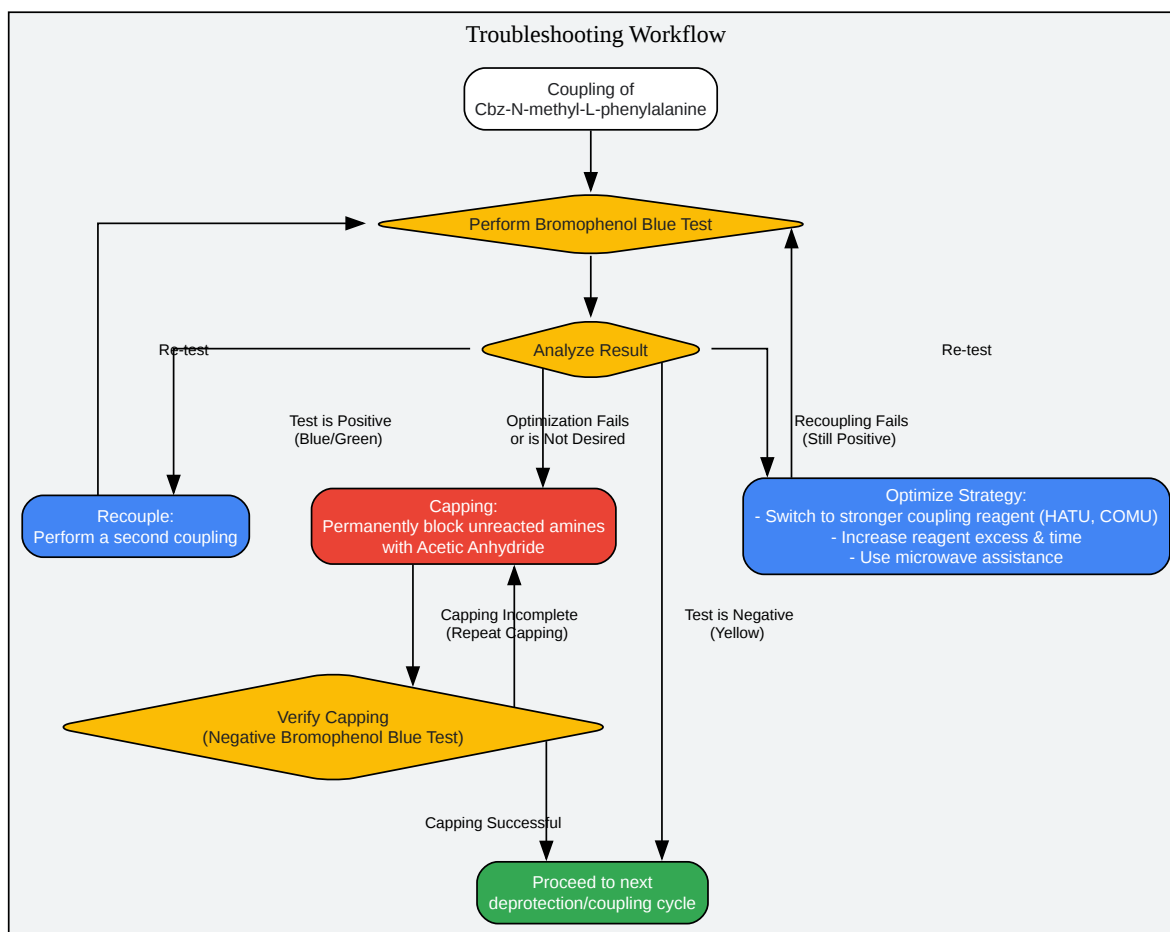 Troubleshooting Workflow
Coupling of
Cbz-N-methyl-L-phenylalanine
Perform Bromophenol Blue Test
Analyze Result
Re-test
Re-test
Test is Positive
(Blue/Green)
Optimization Fails
or is Not Desired
Recoupling Fails
(Still Positive)
Recouple:
Perform a second coupling
Capping:
Permanently block unreacted amines
with Acetic Anhydride
Optimize Strategy:
- Switch to stronger coupling reagent (HATU, COMU)
- Increase reagent excess & time
- Use microwave assistance
Capping Incomplete
(Repeat Capping)
Test is Negative
(Yellow)
Verify Capping
(Negative Bromophenol Blue Test)
Capping Successful
Proceed to next
deprotection/coupling cycle